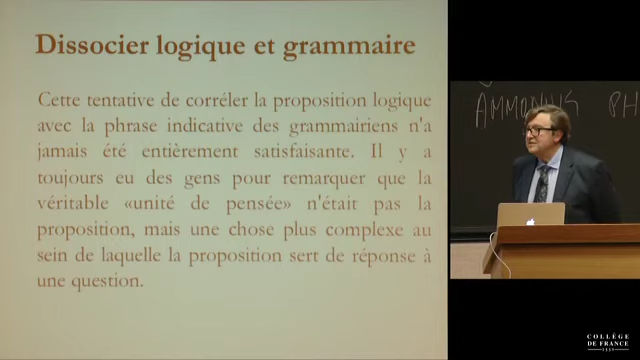 Dissocier logique et grammaire
Cette tentative de corréler la proposition logique
avec la phrase indicative des grammairiens n'a
jamais été entièrement satisfaisante. Il y a
toujours eu des gens pour remarquer que la
véritable «unité de pensée» n'était pas la
proposition, mais une chose plus complexe au
sein de laquelle la proposition sert de réponse à
une question.
AMMONIUS PH
COLLÈGE
DE FRANCE
1530